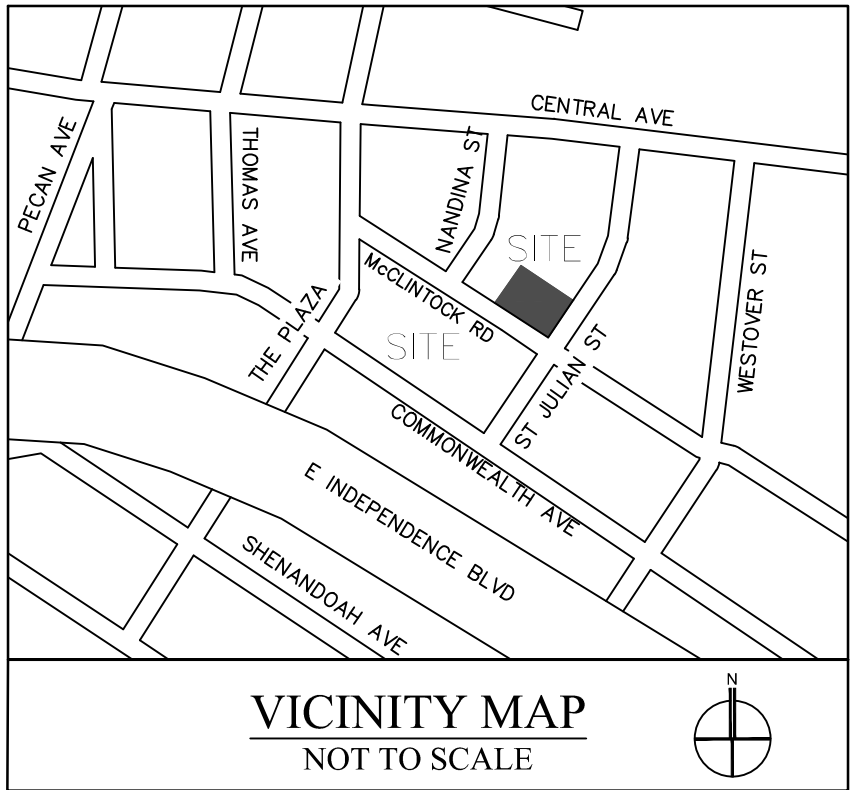 CENTRAL AVE
PECAN AVE
THOMAS AVE
NANDINA ST
SITE
WESTOVER ST
McCLINTOCK RD
THE PLAZA
SITE
ST JULIAN ST
COMMONWEALTH AVE
E INDEPENDENCE BLVD
SHENANDOAH AVE
VICINITY MAP
NOT TO SCALE
N